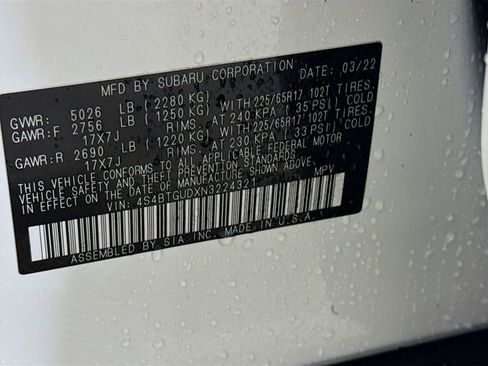 MFD BY SUBARU CORPORATION DATE: 03/22
GVWR: 5026 LB (2280 KG)
GAWR:F 2756 LB (1250 KG) WITH 225/65R17 102T TIRES,
17X7J RIMS, AT 240 KPA (35 PSI) COLD
GAWR:R 2690 LB (1220 KG) WITH 225/65R17 102T TIRES,
17X7J RIMS, AT 230 KPA (33 PSI) COLD
THIS VEHICLE CONFORMS TO ALL APPLICABLE FEDERAL MOTOR
VEHICLE SAFETY AND THEFT PREVENTION STANDARDS
IN EFFECT ON THE DATE OF MANUFACTURE SHOWN ABOVE.
VIN: 4S4BTGUDXN3224321 MPV
ASSEMBLED BY SIA INC. MADE IN U.S.A.